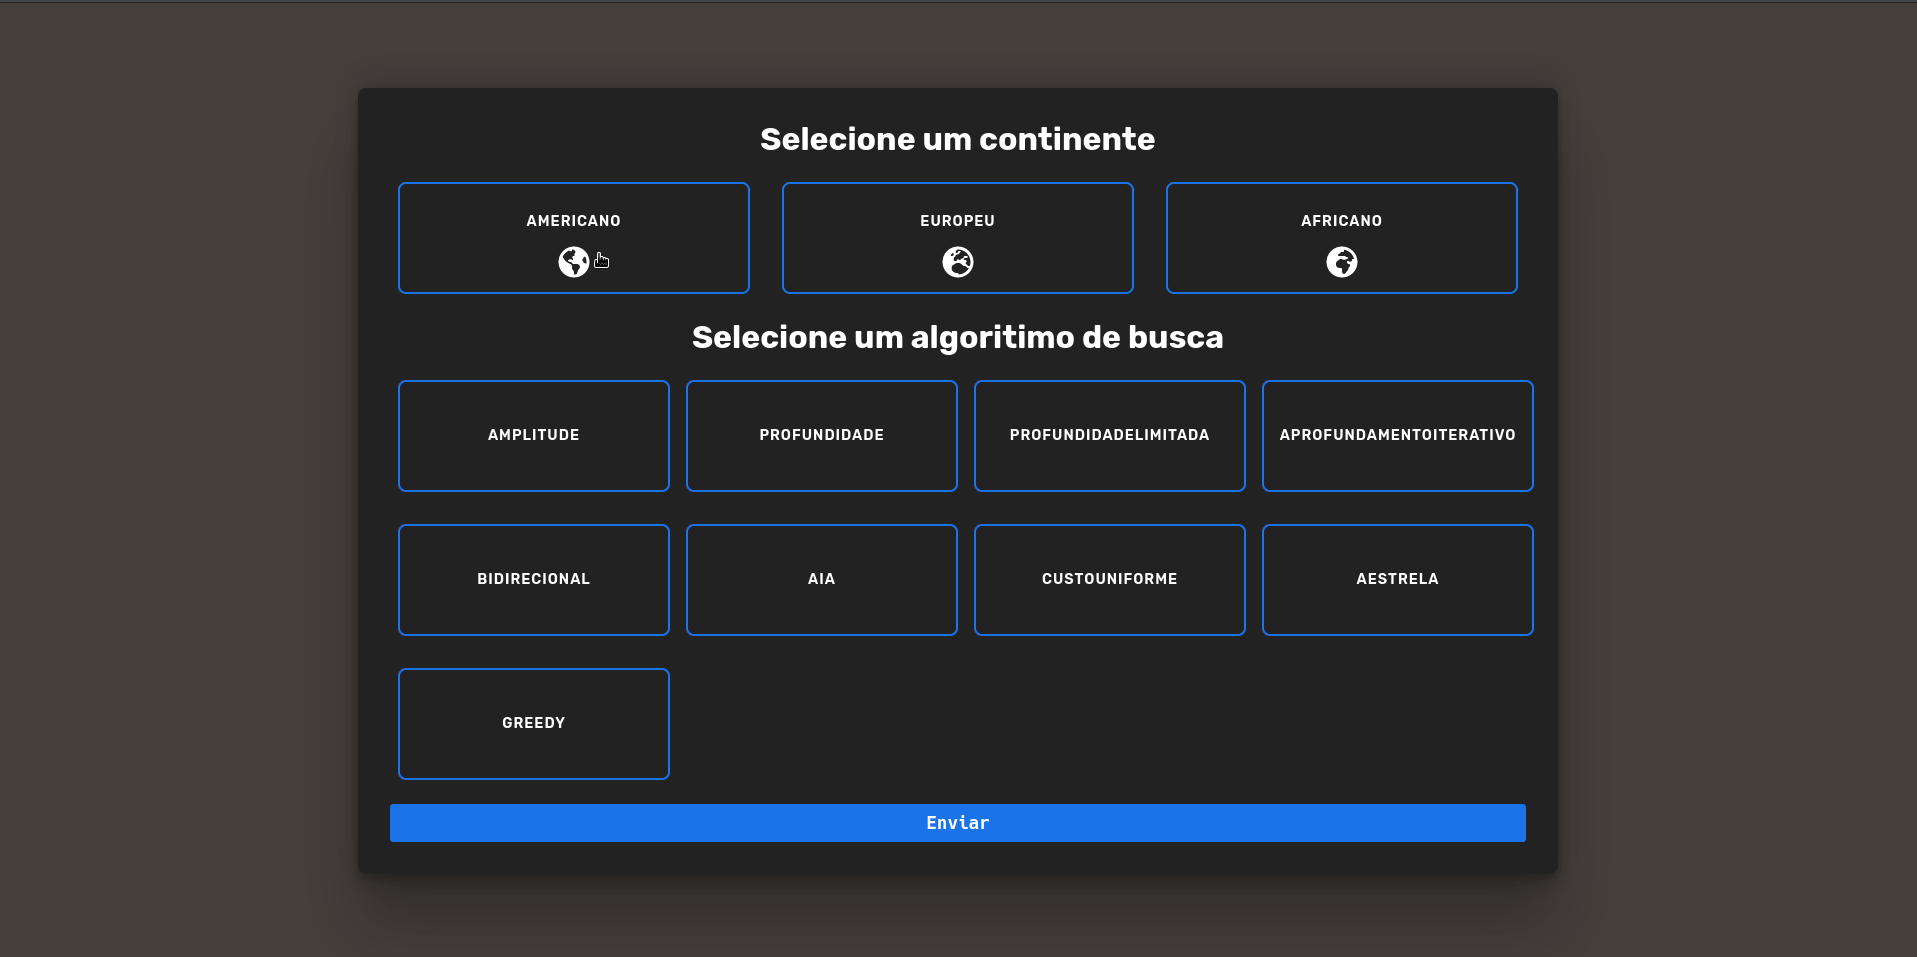 Selecione um continente
AMERICANO
EUROPEU
AFRICANO
Selecione um algoritimo de busca
AMPLITUDE
PROFUNDIDADE
PROFUNDIDADELIMITADA
APROFUNDAMENTOITERATIVO
BIDIRECIONAL
AIA
CUSTOUNIFORME
AESTRELA
GREEDY
Enviar